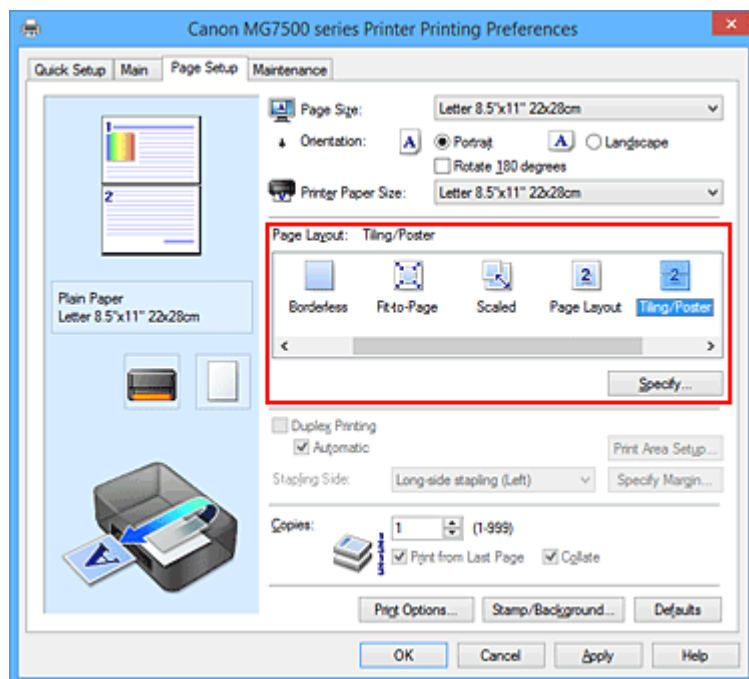 Canon MG7500 series Printer Printing Preferences
Quick Setup Main Page Setup Maintenance
1
2
Plain Paper
Letter 8.5"x11" 22x28cm
Page Size: Letter 8.5"x11" 22x28cm
Orientation: A Portrait A Landscape
Rotate 180 degrees
Printer Paper Size: Letter 8.5"x11" 22x28cm
Page Layout: Tiling/Poster
2 2
Borderless Fit-to-Page Scaled Page Layout Tiling/Poster
Specify...
Duplex Printing
Automatic Print Area Setup...
Stapling Side: Long-side stapling (Left) Specify Margin...
Copies: 1 (1-999)
Print from Last Page Collate
A
Print Options... Stamp/Background... Defaults
OK Cancel Apply Help